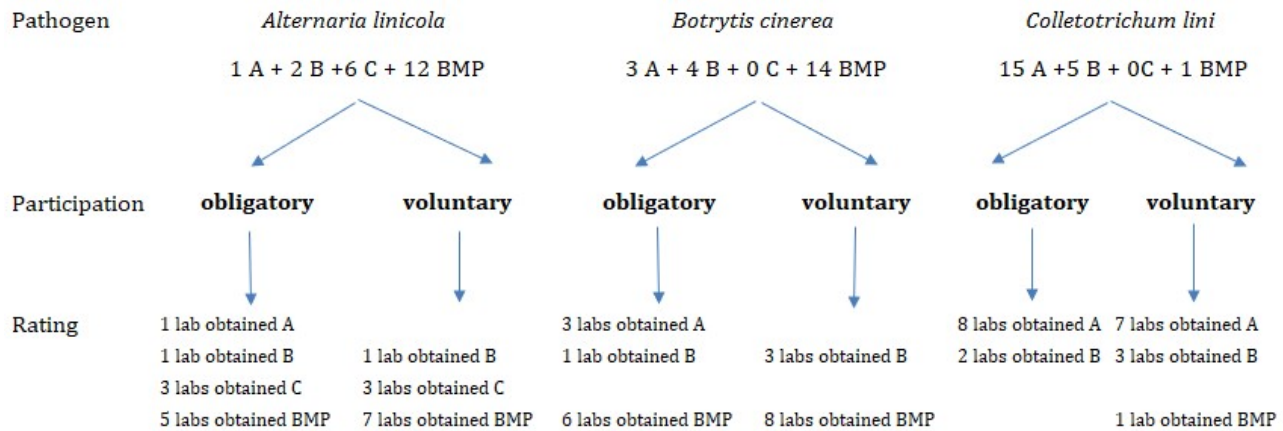 Pathogen Alternaria linicola Botrytis cinerea Colletotrichum lini
1 A + 2 B +6 C + 12 BMP 3 A + 4 B + 0 C + 14 BMP 15 A +5 B + 0C + 1 BMP
Participation obligatory voluntary obligatory voluntary obligatory voluntary
Rating 1 lab obtained A 3 labs obtained A 8 labs obtained A 7 labs obtained A
1 lab obtained B 1 lab obtained B 1 lab obtained B 3 labs obtained B 2 labs obtained B 3 labs obtained B
3 labs obtained C 3 labs obtained C
5 labs obtained BMP 7 labs obtained BMP 6 labs obtained BMP 8 labs obtained BMP 1 lab obtained BMP